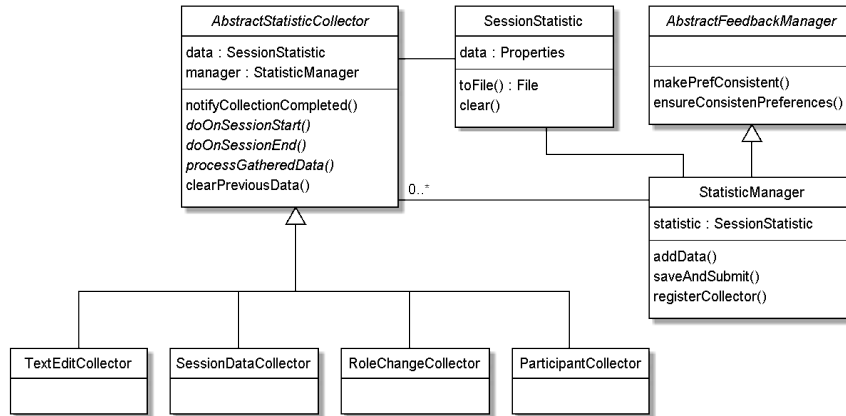 AbstractStatisticCollector
data : SessionStatistic
manager : StatisticManager
notifyCollectionCompleted()
doOnSessionStart()
doOnSessionEnd()
processGatheredData()
clearPreviousData()
SessionStatistic
data : Properties
toFile() : File
clear()
AbstractFeedbackManager
makePrefConsistent()
ensureConsistenPreferences()
0..*
StatisticManager
statistic : SessionStatistic
addData()
saveAndSubmit()
registerCollector()
TextEditCollector
SessionDataCollector
RoleChangeCollector
ParticipantCollector